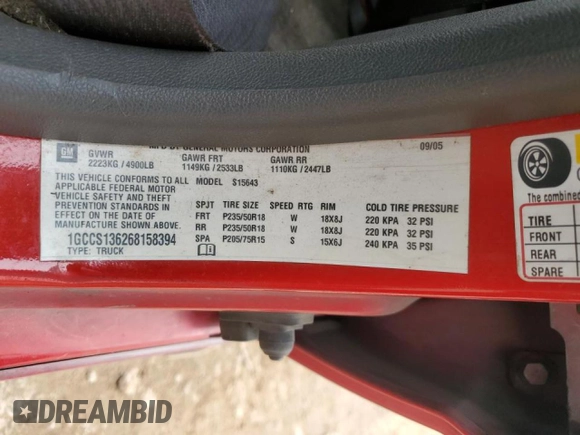 MFD BY GENERAL MOTORS CORPORATION 09/05
GM GVWR GAWR FRT GAWR RR
2223KG / 4900LB 1149KG / 2533LB 1110KG / 2447LB
THIS VEHICLE CONFORMS TO ALL MODEL S15643
APPLICABLE FEDERAL MOTOR
VEHICLE SAFETY AND THEFT
PREVENTION STANDARDS IN
EFFECT ON THE DATE OF
MANUFACTURE SHOWN ABOVE.
1GCCS136268158394
TYPE: TRUCK
SPJT TIRE SIZE SPEED RTG RIM COLD TIRE PRESSURE
FRT P235/50R18 W 18X8J 220 KPA 32 PSI
RR P235/50R18 W 18X8J 220 KPA 32 PSI
SPA P205/75R15 S 15X6J 240 KPA 35 PSI
TIRE
FRONT
REAR
SPARE
DREAMBID